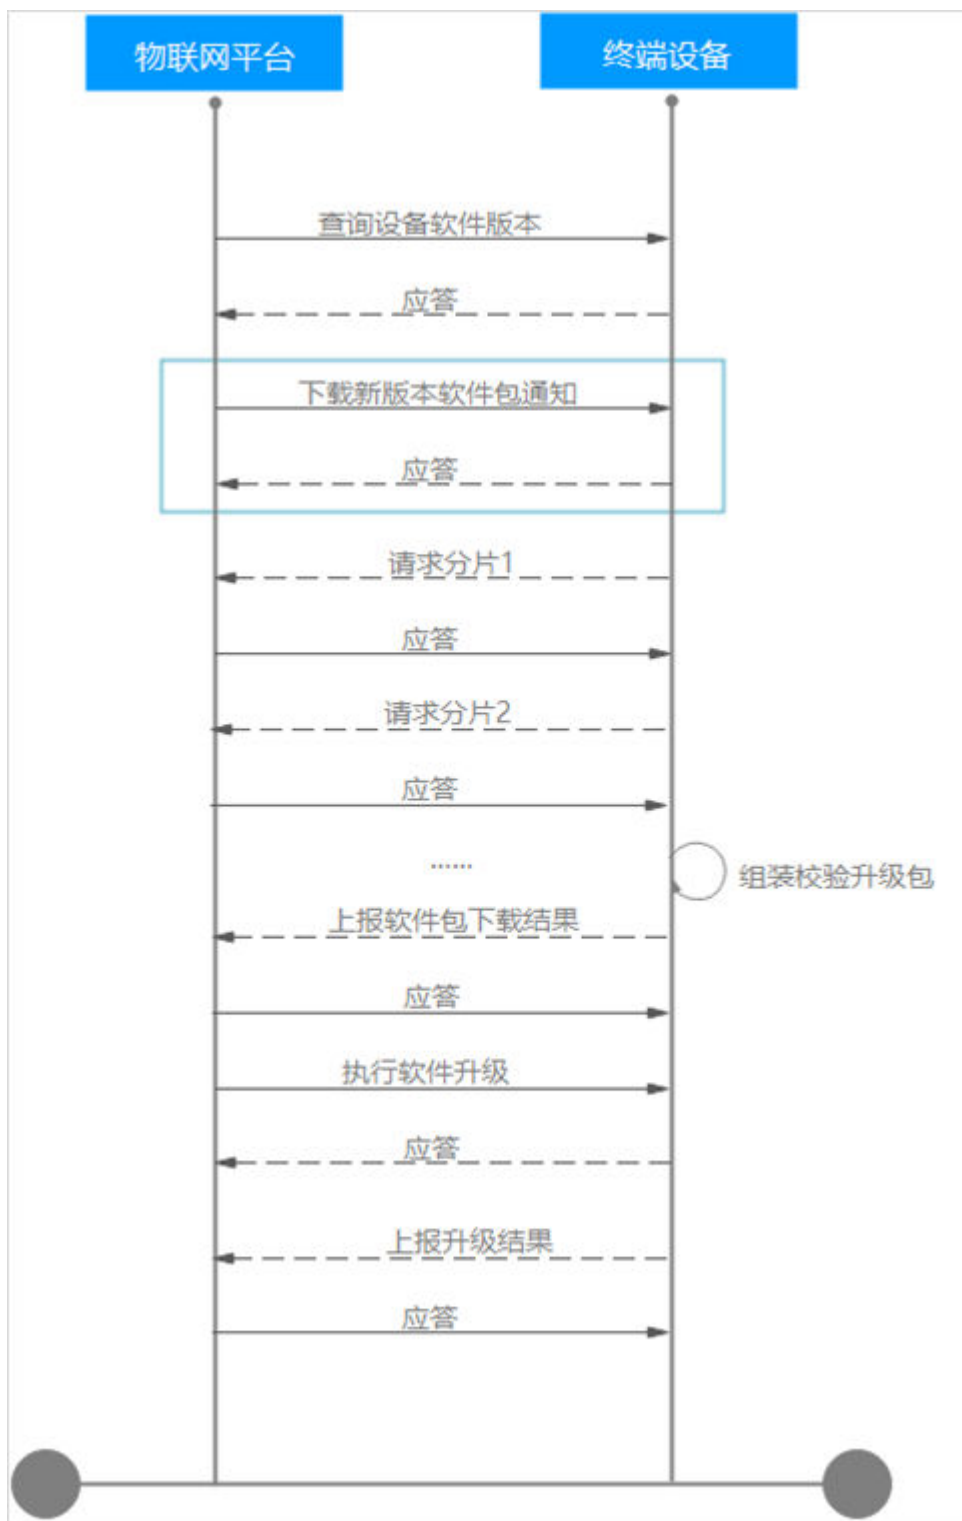 物联网平台
终端设备
查询设备软件版本
应答
下载新版本软件包通知
应答
请求分片1
应答
请求分片2
应答
......
组装校验升级包
上报软件包下载结果
应答
执行软件升级
应答
上报升级结果
应答